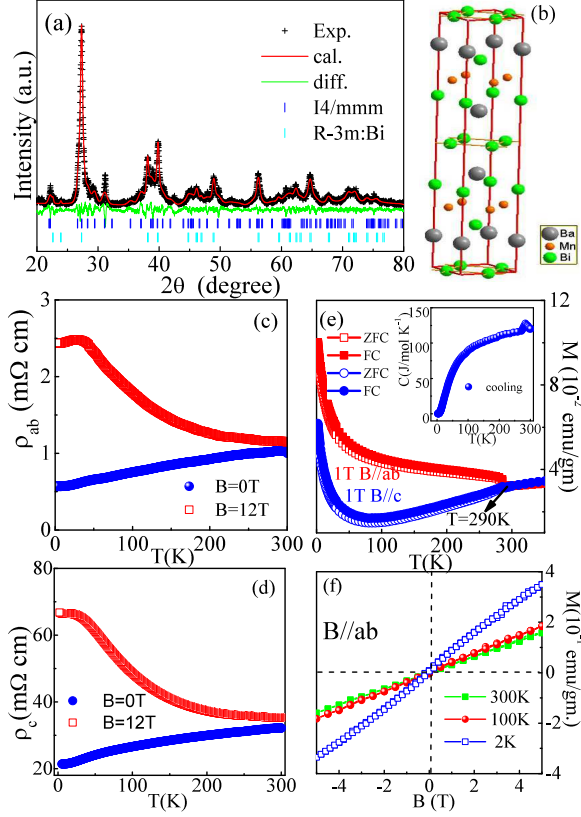 (a)
Exp.
cal.
diff.
I4/mmm
R-3m:Bi
Intensity (a.u.)
20 30 40 50 60 70 80
2θ (degree)
(b)
Ba
Mn
Bi
(c)
ρab (mΩ cm)
3
2
1
0
B=0T
B=12T
0 100 200 300
T(K)
(d)
ρc(mΩ cm)
80
60
40
20
B=0T
B=12T
0 100 200 300
T(K)
(e)
ZFC
FC
ZFC
FC
1T B//ab
1T B//c
T=290K
C(J/mol K⁻¹)
150
100
50
0
cooling
0 100 200 300
T(K)
M (10⁻² emu/gm)
12
8
4
0 100 200 300
T(K)
(f)
B//ab
300K
100K
2K
M(10⁻¹ emu/gm.)
4
2
0
-2
-4
-4 -2 0 2 4
B (T)